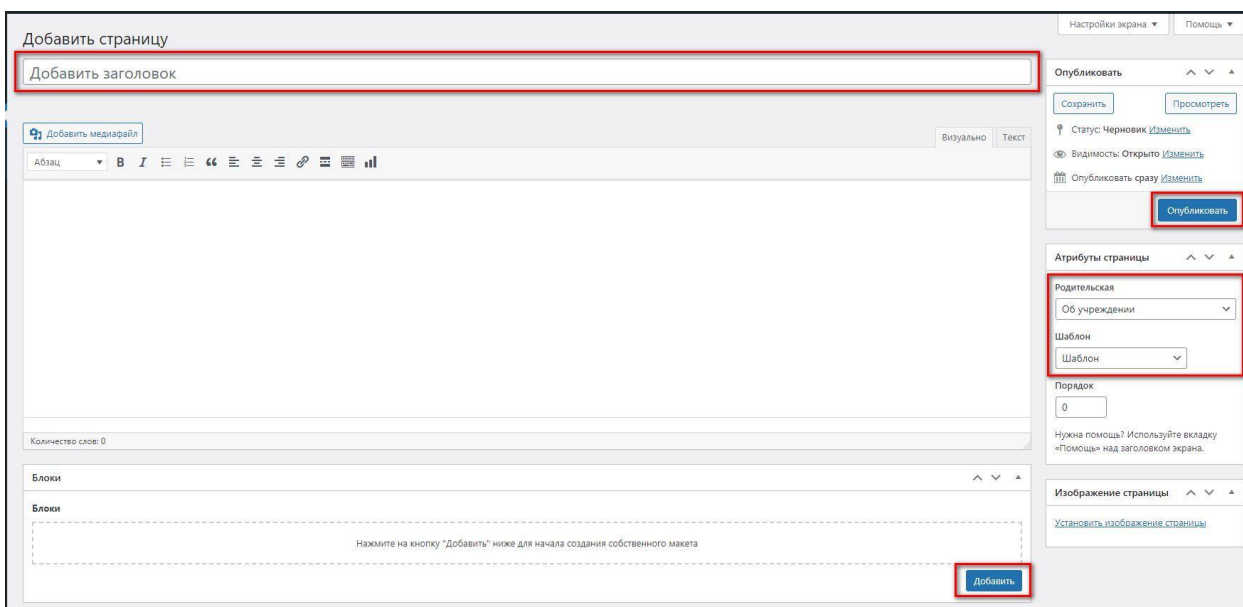 Настройки экрана ▼ Помощь ▼
Добавить страницу
Добавить заголовок
Добавить медиафайл
Визуально Текст
Абзац
Количество слов: 0
Блоки
Блоки
Нажмите на кнопку "Добавить" ниже для начала создания собственного макета
Добавить
Опубликовать
Сохранить Просмотреть
Статус: Черновик Изменить
Видимость: Открыто Изменить
Опубликовать сразу Изменить
Опубликовать
Атрибуты страницы
Родительская
Об учреждении
Шаблон
Шаблон
Порядок
0
Нужна помощь? Используйте вкладку
«Помощь» над заголовком экрана.
Изображение страницы
Установить изображение страницы